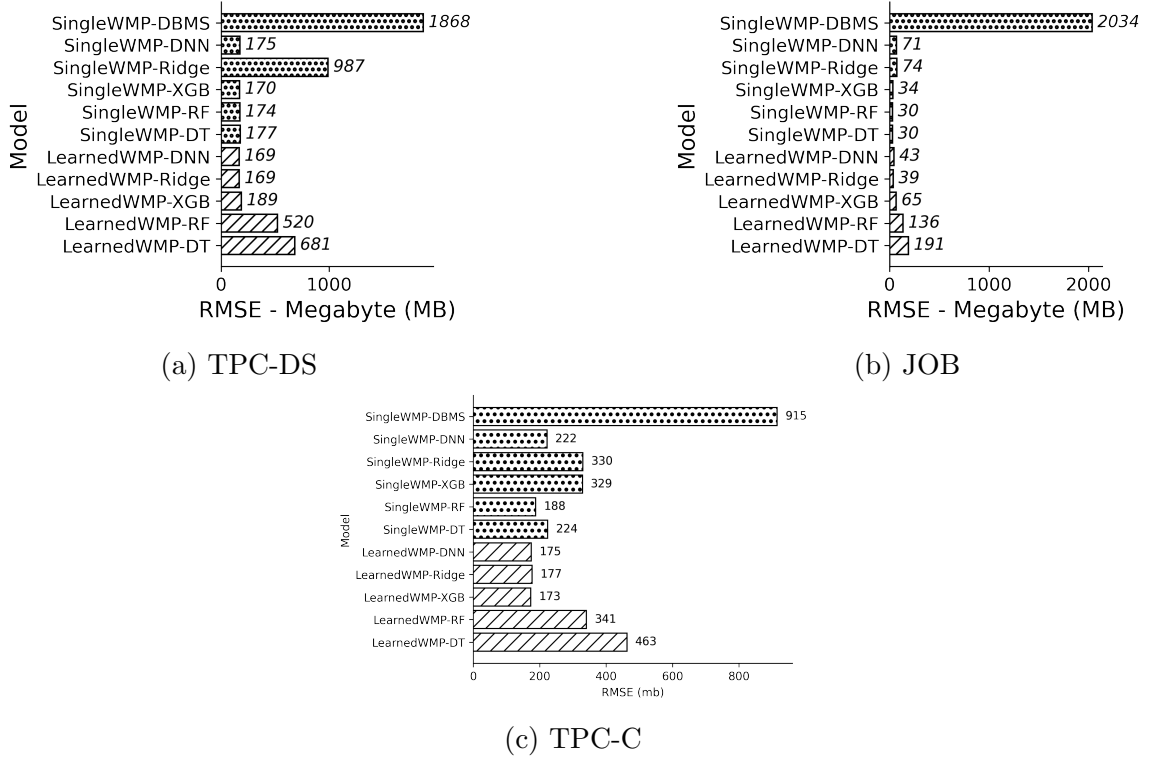 SingleWMP-DBMS 1868
SingleWMP-DNN 175
SingleWMP-Ridge 987
SingleWMP-XGB 170
SingleWMP-RF 174
SingleWMP-DT 177
LearnedWMP-DNN 169
LearnedWMP-Ridge 169
LearnedWMP-XGB 189
LearnedWMP-RF 520
LearnedWMP-DT 681
Model
0 1000
RMSE - Megabyte (MB)
(a) TPC-DS
SingleWMP-DBMS 2034
SingleWMP-DNN 71
SingleWMP-Ridge 74
SingleWMP-XGB 34
SingleWMP-RF 30
SingleWMP-DT 30
LearnedWMP-DNN 43
LearnedWMP-Ridge 39
LearnedWMP-XGB 65
LearnedWMP-RF 136
LearnedWMP-DT 191
Model
0 1000 2000
RMSE - Megabyte (MB)
(b) JOB
SingleWMP-DBMS 915
SingleWMP-DNN 222
SingleWMP-Ridge 330
SingleWMP-XGB 329
SingleWMP-RF 188
SingleWMP-DT 224
LearnedWMP-DNN 175
LearnedWMP-Ridge 177
LearnedWMP-XGB 173
LearnedWMP-RF 341
LearnedWMP-DT 463
Model
0 200 400 600 800
RMSE (mb)
(c) TPC-C